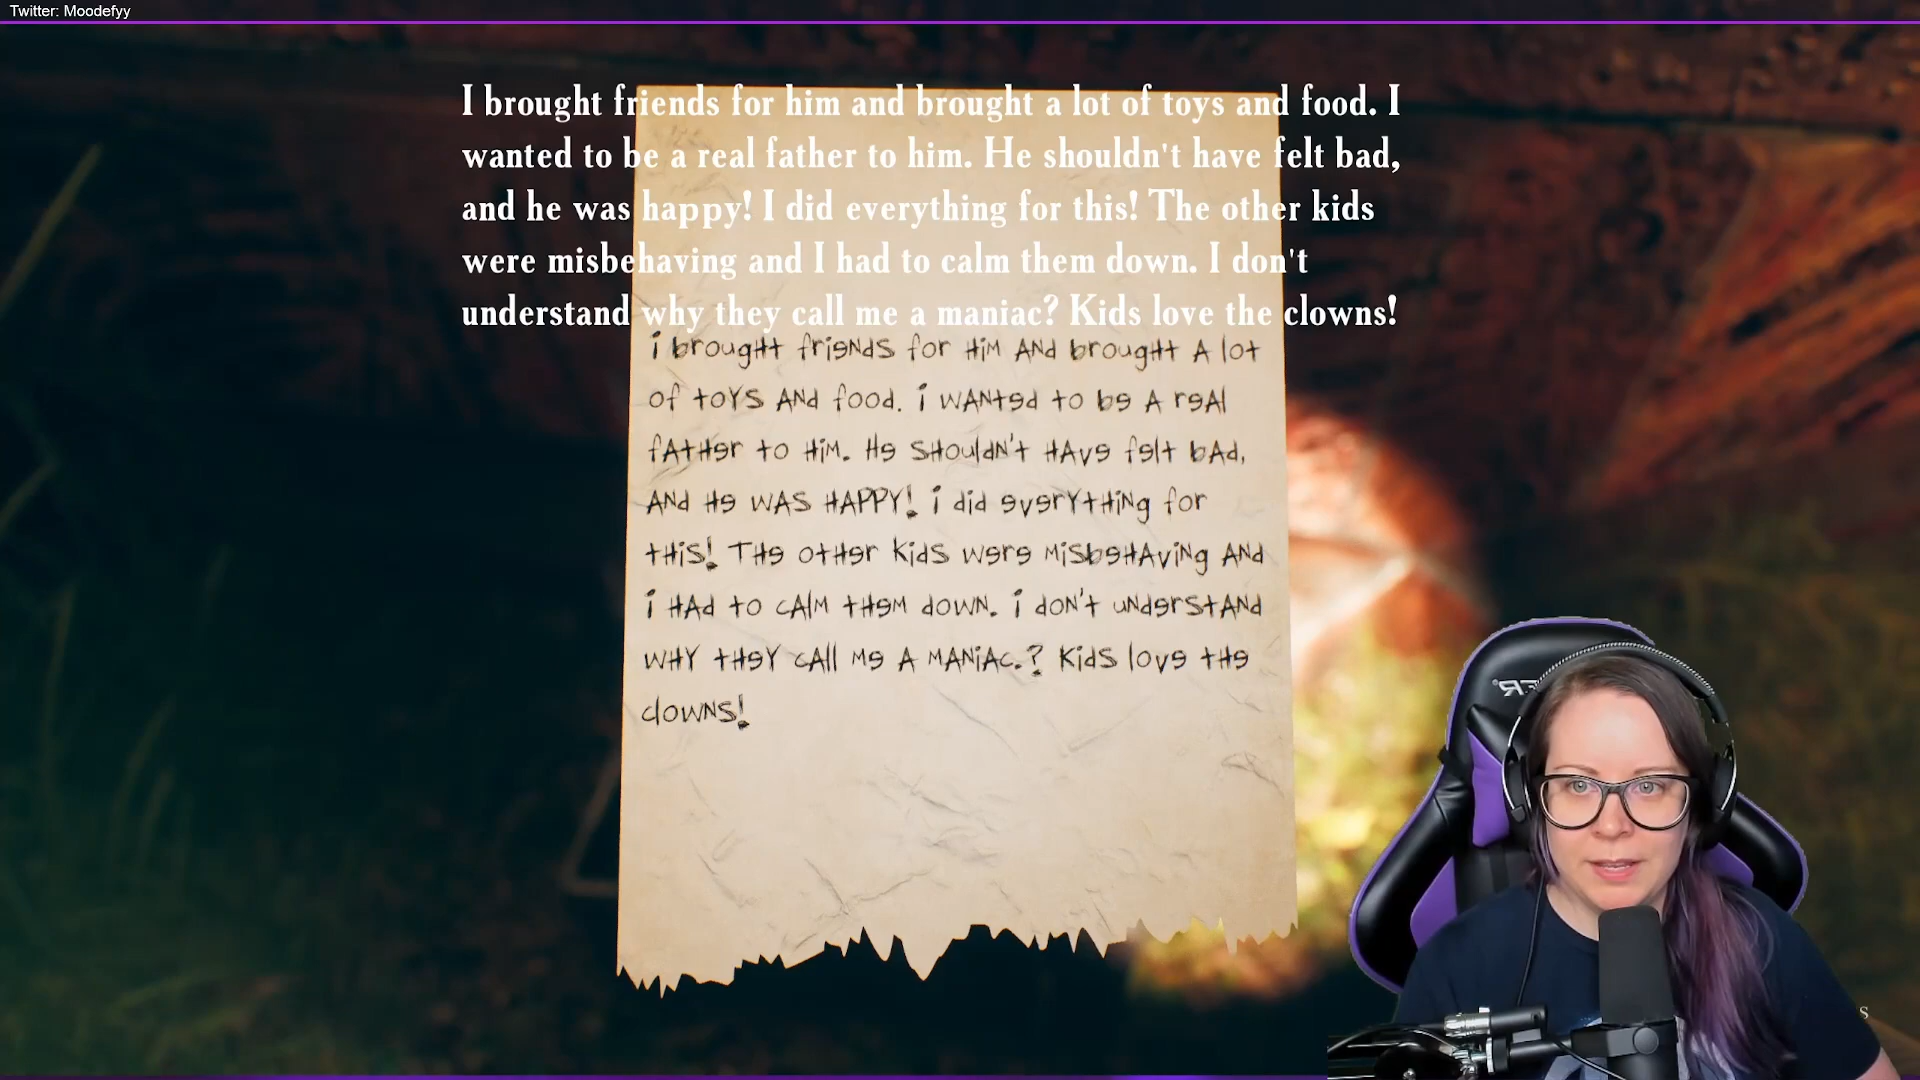 Twitter: Moodefyy
I brought friends for him and brought a lot of toys and food. I
wanted to be a real father to him. He shouldn't have felt bad,
and he was happy! I did everything for this! The other kids
were misbehaving and I had to calm them down. I don't
understand why they call me a maniac? Kids love the clowns!
i brought friends for him and brought a lot
of toys and food. i wanted to be a real
father to him. He shouldn't have felt bad,
and he was happy! i did everything for
this! The other kids were misbehaving and
i had to calm them down. i don't understand
why they call me a maniac.? Kids love the
clowns!